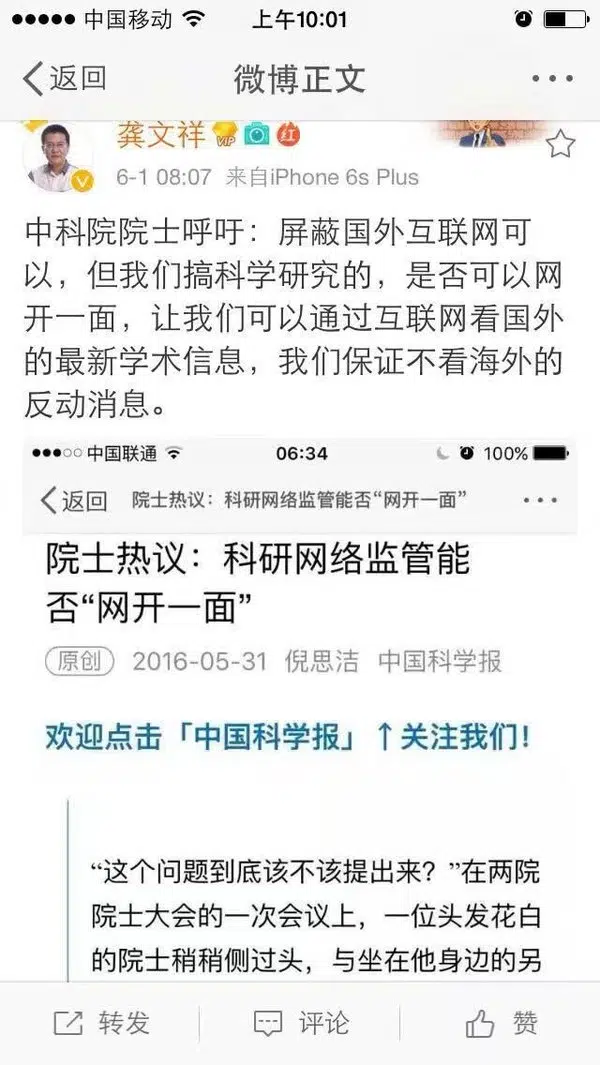 中国移动 上午10:01
返回 微博正文
龚文祥 VIP 红
6-1 08:07 来自iPhone 6s Plus
中科院院士呼吁：屏蔽国外互联网可
以，但我们搞科学研究的，是否可以网
开一面，让我们可以通过互联网看国外
的最新学术信息，我们保证不看海外的
反动消息。
中国联通 06:34 100%
返回 院士热议：科研网络监管能否“网开一面”
院士热议：科研网络监管能
否“网开一面”
原创 2016-05-31 倪思洁 中国科学报
欢迎点击「中国科学报」↑关注我们！
“这个问题到底该不该提出来？”在两院
院士大会的一次会议上，一位头发花白
的院士稍稍侧过头，与坐在他身边的另
转发 评论 赞